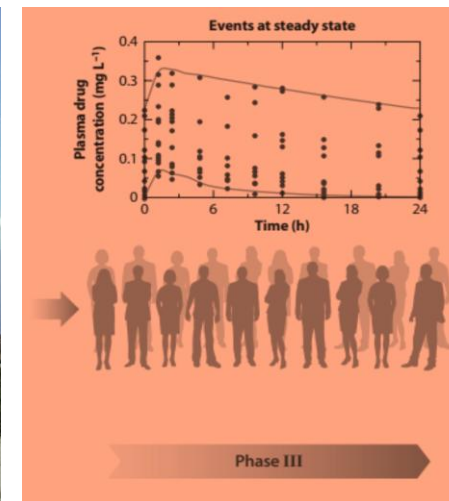 Events at steady state
Plasma drug
concentration (mg L⁻¹)
0.4
0.3
0.2
0.1
0
0
6
12
18
24
Time (h)
Phase III